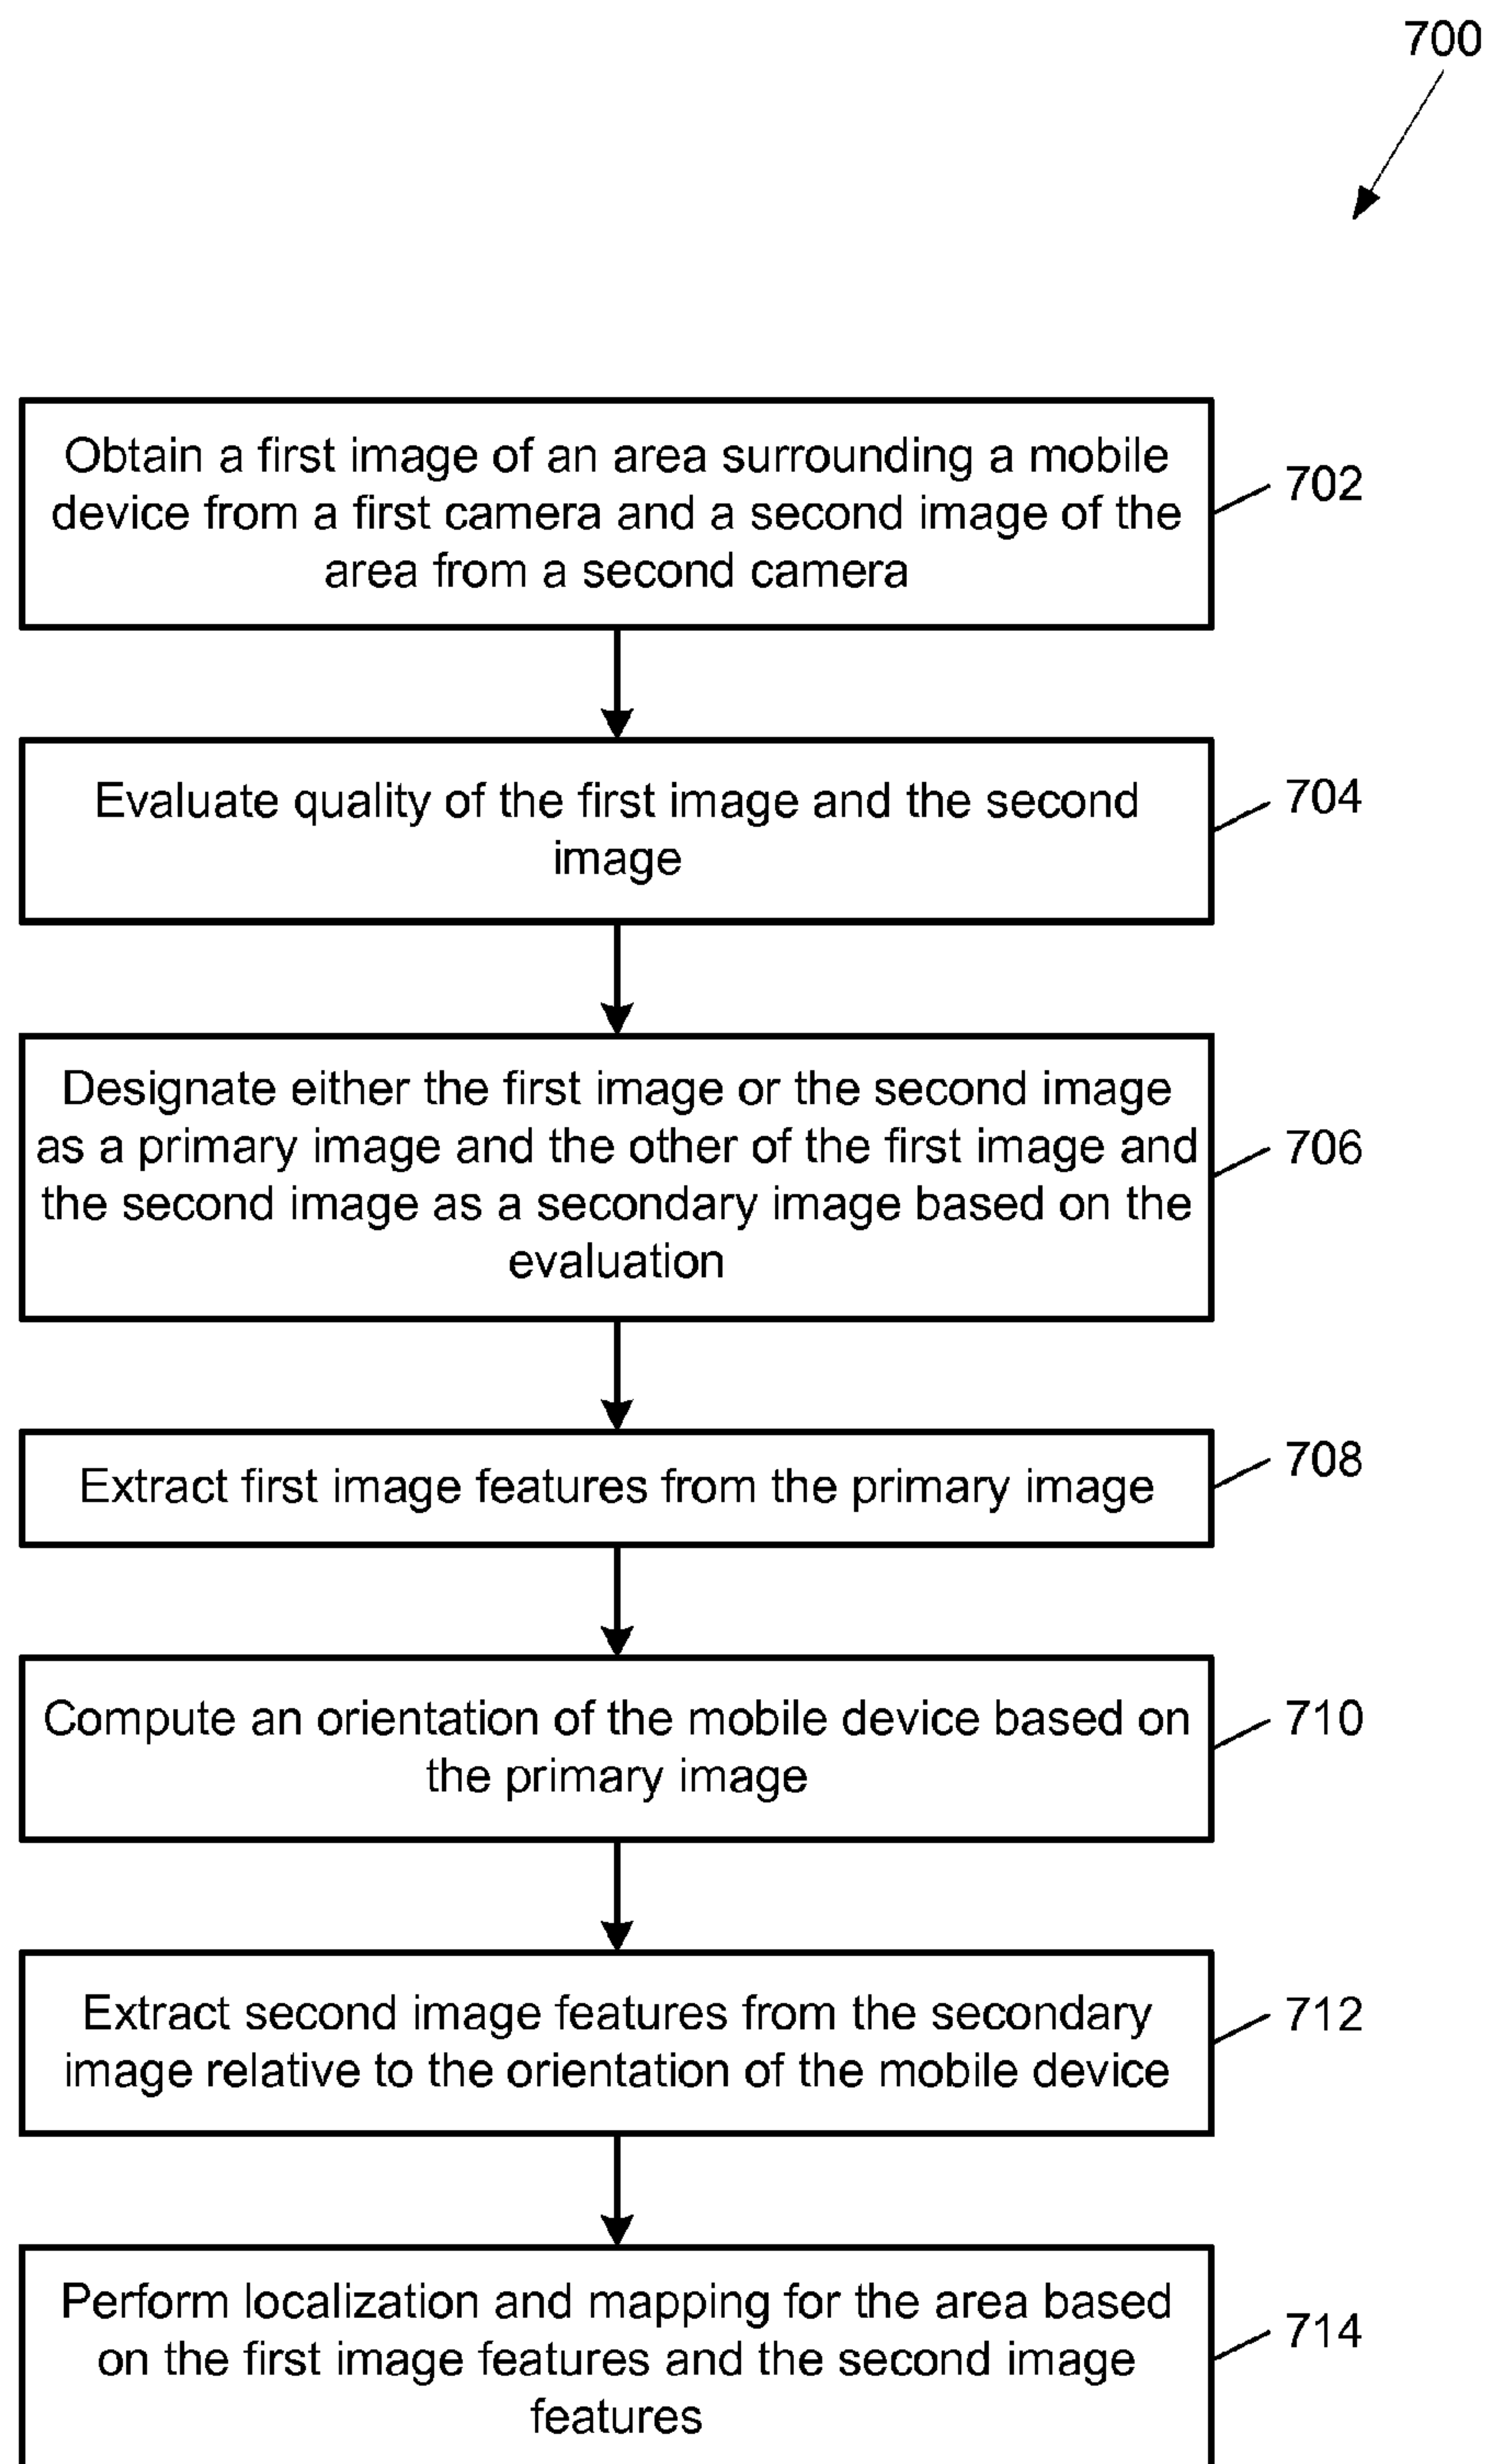 700
Obtain a first image of an area surrounding a mobile
device from a first camera and a second image of the
area from a second camera
702
Evaluate quality of the first image and the second
image
704
Designate either the first image or the second image
as a primary image and the other of the first image and
the second image as a secondary image based on the
evaluation
706
Extract first image features from the primary image
708
Compute an orientation of the mobile device based on
the primary image
710
Extract second image features from the secondary
image relative to the orientation of the mobile device
712
Perform localization and mapping for the area based
on the first image features and the second image
features
714